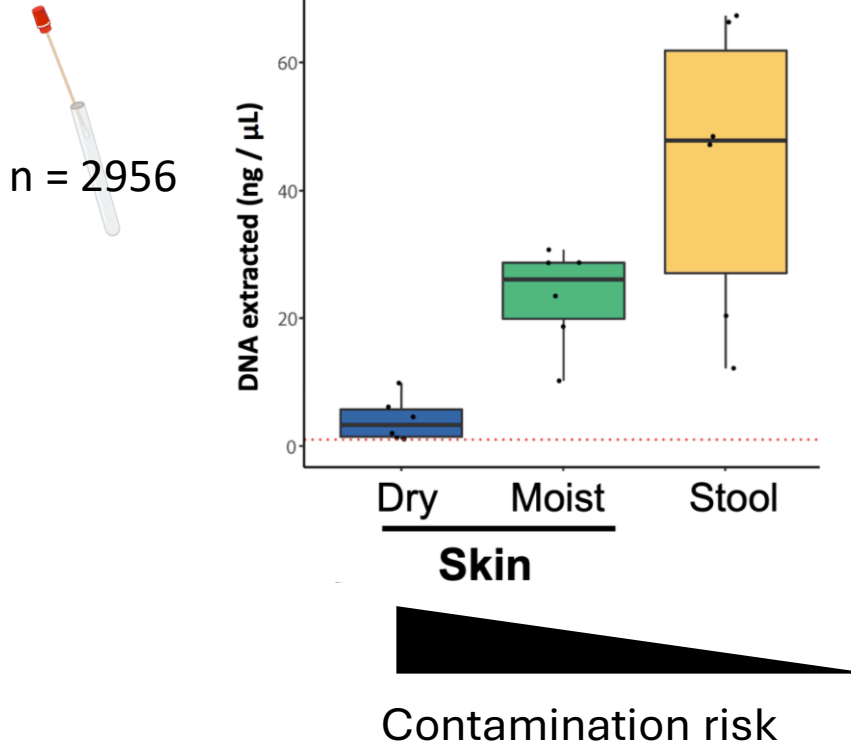 n = 2956
DNA extracted (ng / µL)
60
40
20
0
Dry
Moist
Stool
Skin
Contamination risk